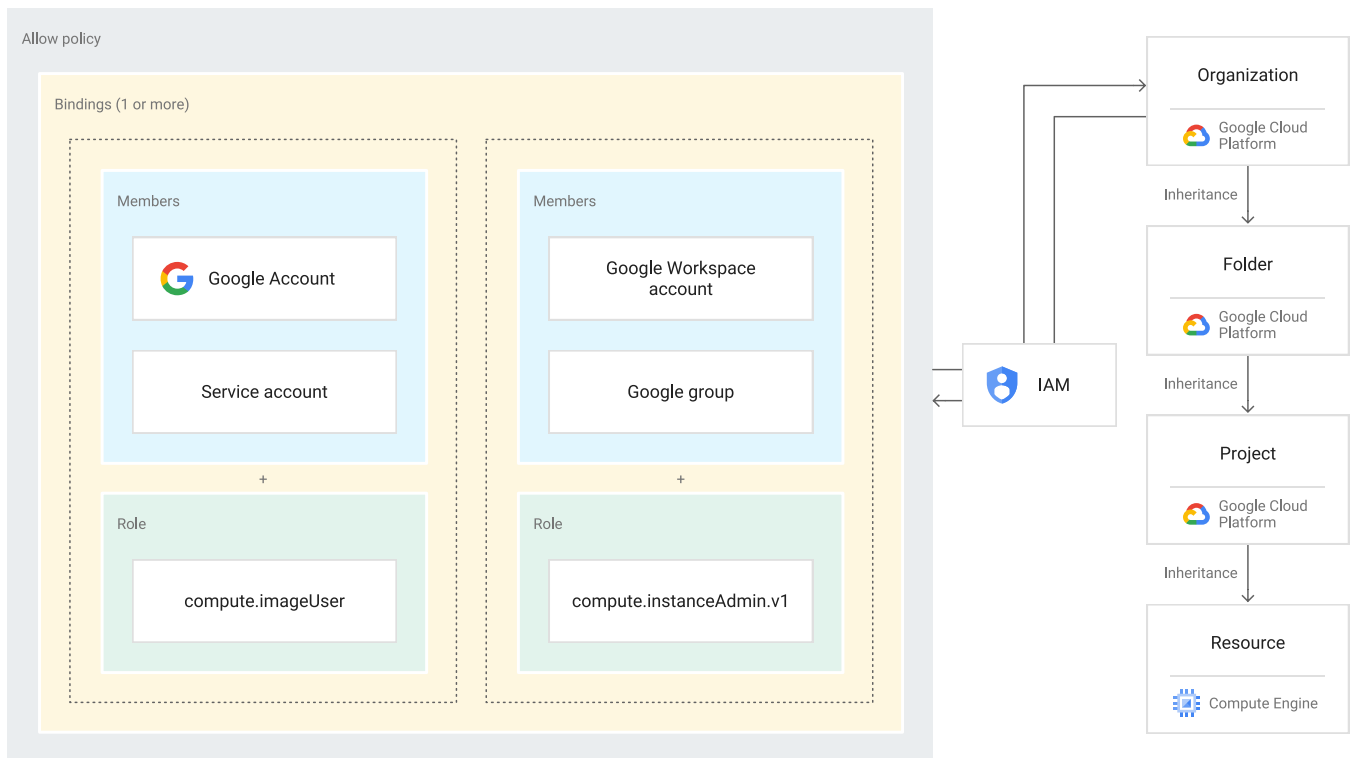 Allow policy
Bindings (1 or more)
Members
Google Account
Service account
+
Role
compute.imageUser
Members
Google Workspace
account
Google group
+
Role
compute.instanceAdmin.v1
IAM
Organization
Google Cloud
Platform
Inheritance
Folder
Google Cloud
Platform
Inheritance
Project
Google Cloud
Platform
Inheritance
Resource
Compute Engine